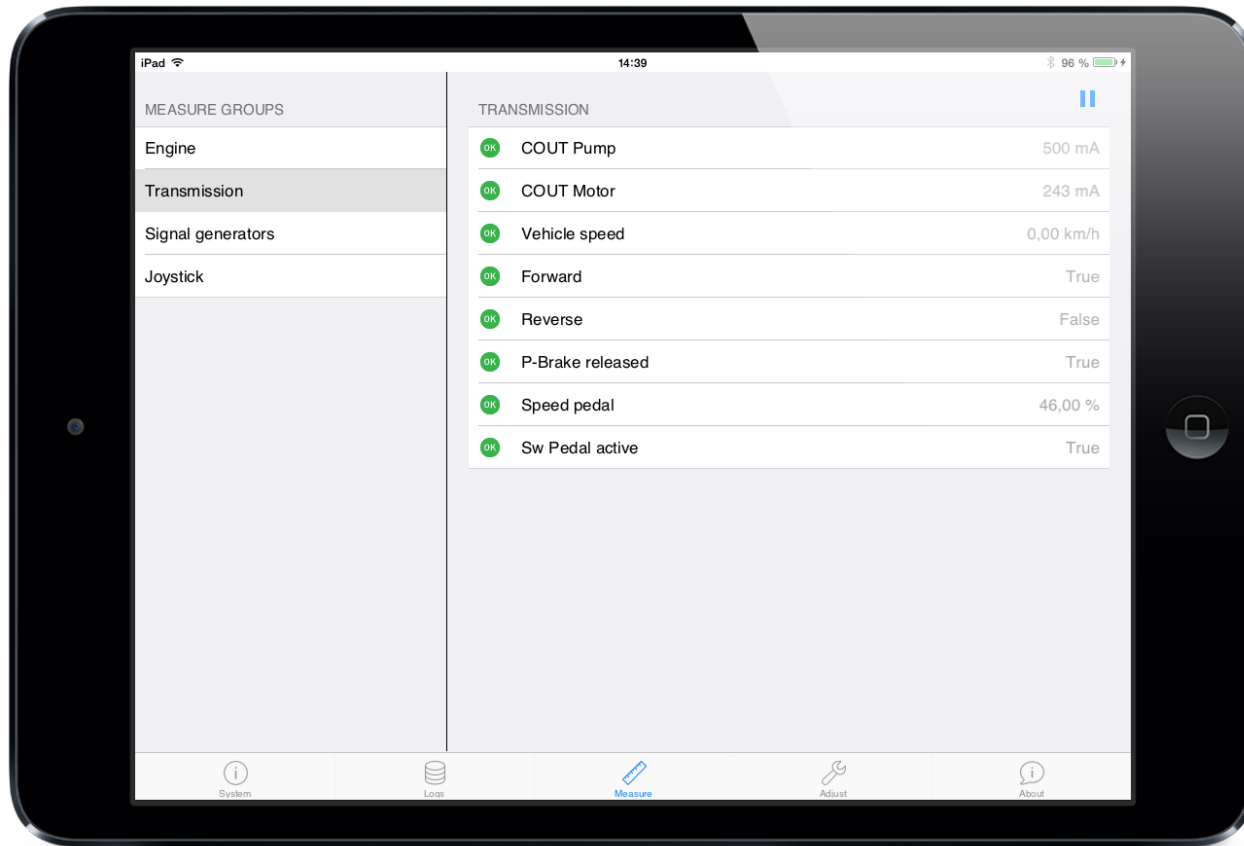 iPad 14:39 96 %
MEASURE GROUPS
Engine
Transmission
Signal generators
Joystick
TRANSMISSION
OK COUT Pump 500 mA
OK COUT Motor 243 mA
OK Vehicle speed 0,00 km/h
OK Forward True
OK Reverse False
OK P-Brake released True
OK Speed pedal 46,00 %
OK Sw Pedal active True
System Logs Measure Adjust About